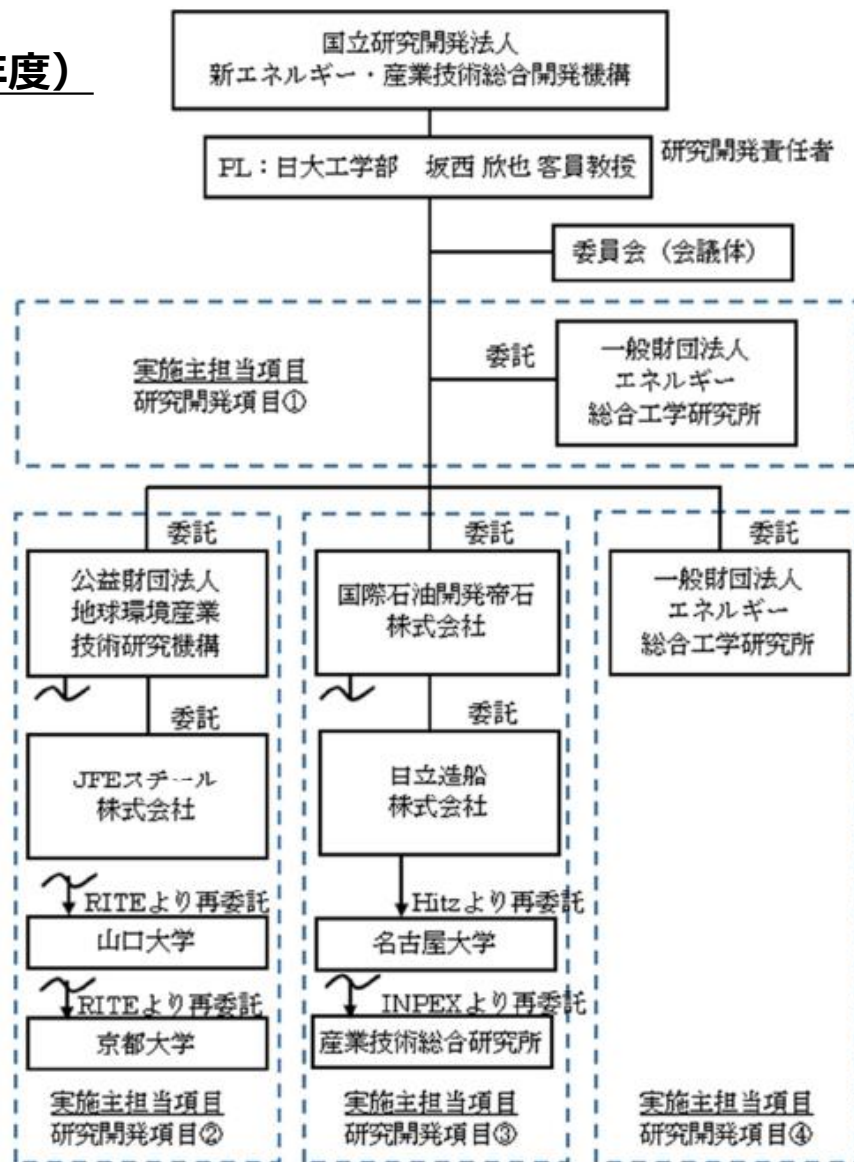 年度）
国立研究開発法人
新エネルギー・産業技術総合開発機構
PL：日大工学部　坂西 欣也 客員教授
研究開発責任者
委員会（会議体）
実施主担当項目
研究開発項目①
委託
一般財団法人
エネルギー
総合工学研究所
委託
公益財団法人
地球環境産業
技術研究機構
委託
JFEスチール
株式会社
RITEより再委託
山口大学
RITEより再委託
京都大学
実施主担当項目
研究開発項目②
委託
国際石油開発帝石
株式会社
委託
日立造船
株式会社
Hitzより再委託
名古屋大学
INPEXより再委託
産業技術総合研究所
実施主担当項目
研究開発項目③
委託
一般財団法人
エネルギー
総合工学研究所
実施主担当項目
研究開発項目④